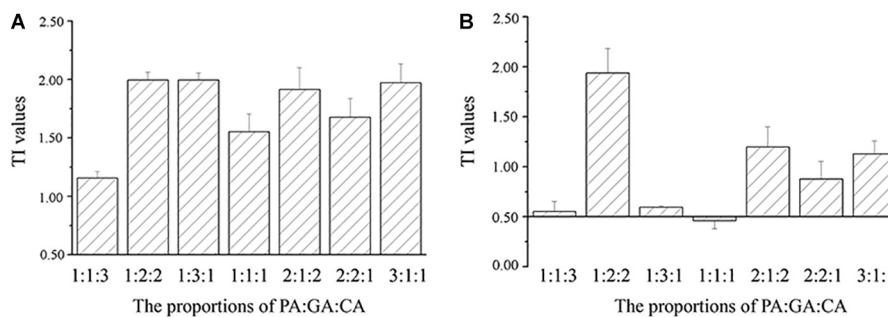 A
2.50
2.00
1.50
1.00
0.50
TI values
1:1:3 1:2:2 1:3:1 1:1:1 2:1:2 2:2:1 3:1:1
The proportions of PA:GA:CA
B
2.50
2.00
1.50
1.00
0.50
0.00
TI values
1:1:3 1:2:2 1:3:1 1:1:1 2:1:2 2:2:1 3:1:
The proportions of PA:GA:CA